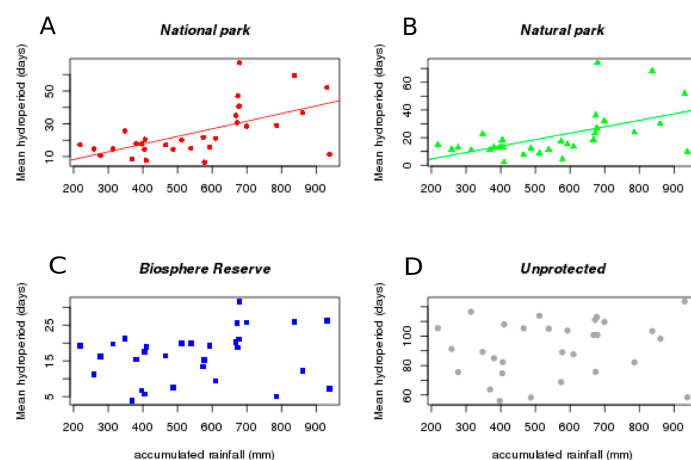 A
National park
Mean hydroperiod (days)
10 30 50
200 300 400 500 600 700 800 900
B
Natural park
Mean hydroperiod (days)
0 20 40 60
200 300 400 500 600 700 800 900
C
Biosphere Reserve
Mean hydroperiod (days)
5 15 25
200 300 400 500 600 700 800 900
accumulated rainfall (mm)
D
Unprotected
Mean hydroperiod (days)
60 80 100
200 300 400 500 600 700 800 900
accumulated rainfall (mm)